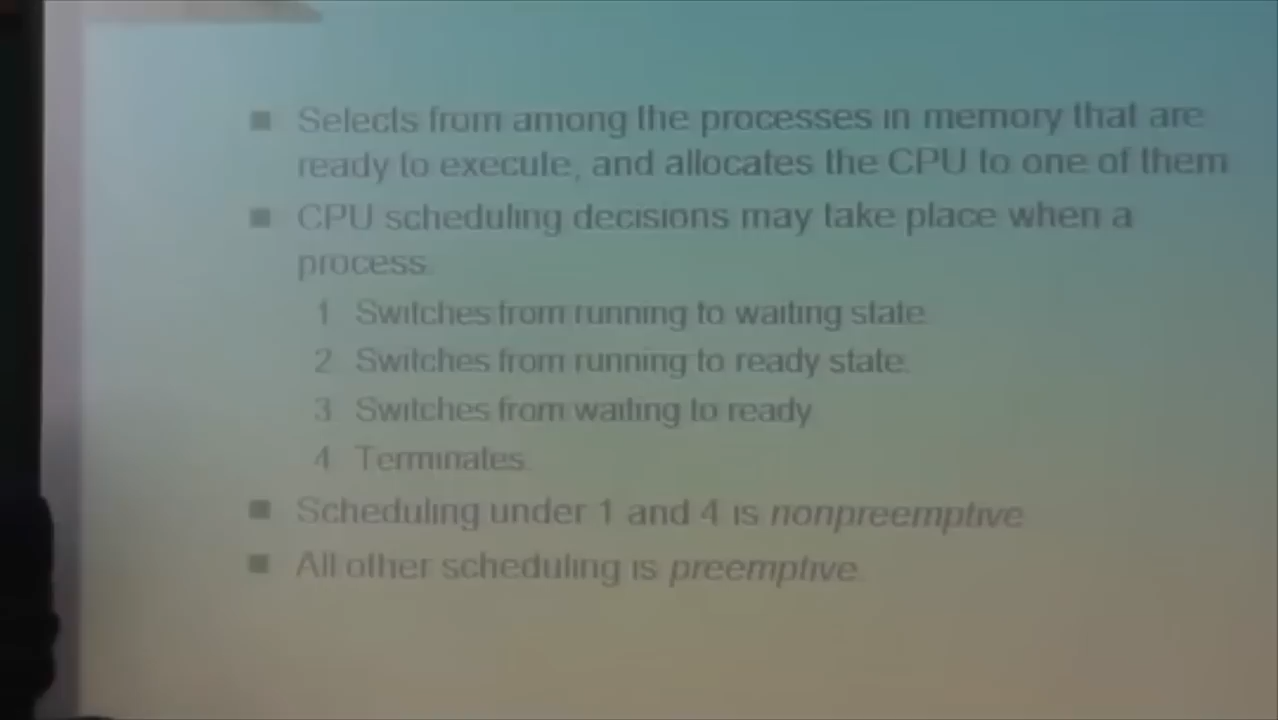 ■ Selects from among the processes in memory that are
ready to execute, and allocates the CPU to one of them
■ CPU scheduling decisions may take place when a
process:
1 Switches from running to waiting state
2 Switches from running to ready state.
3 Switches from waiting to ready
4 Terminates.
■ Scheduling under 1 and 4 is nonpreemptive
■ All other scheduling is preemptive.